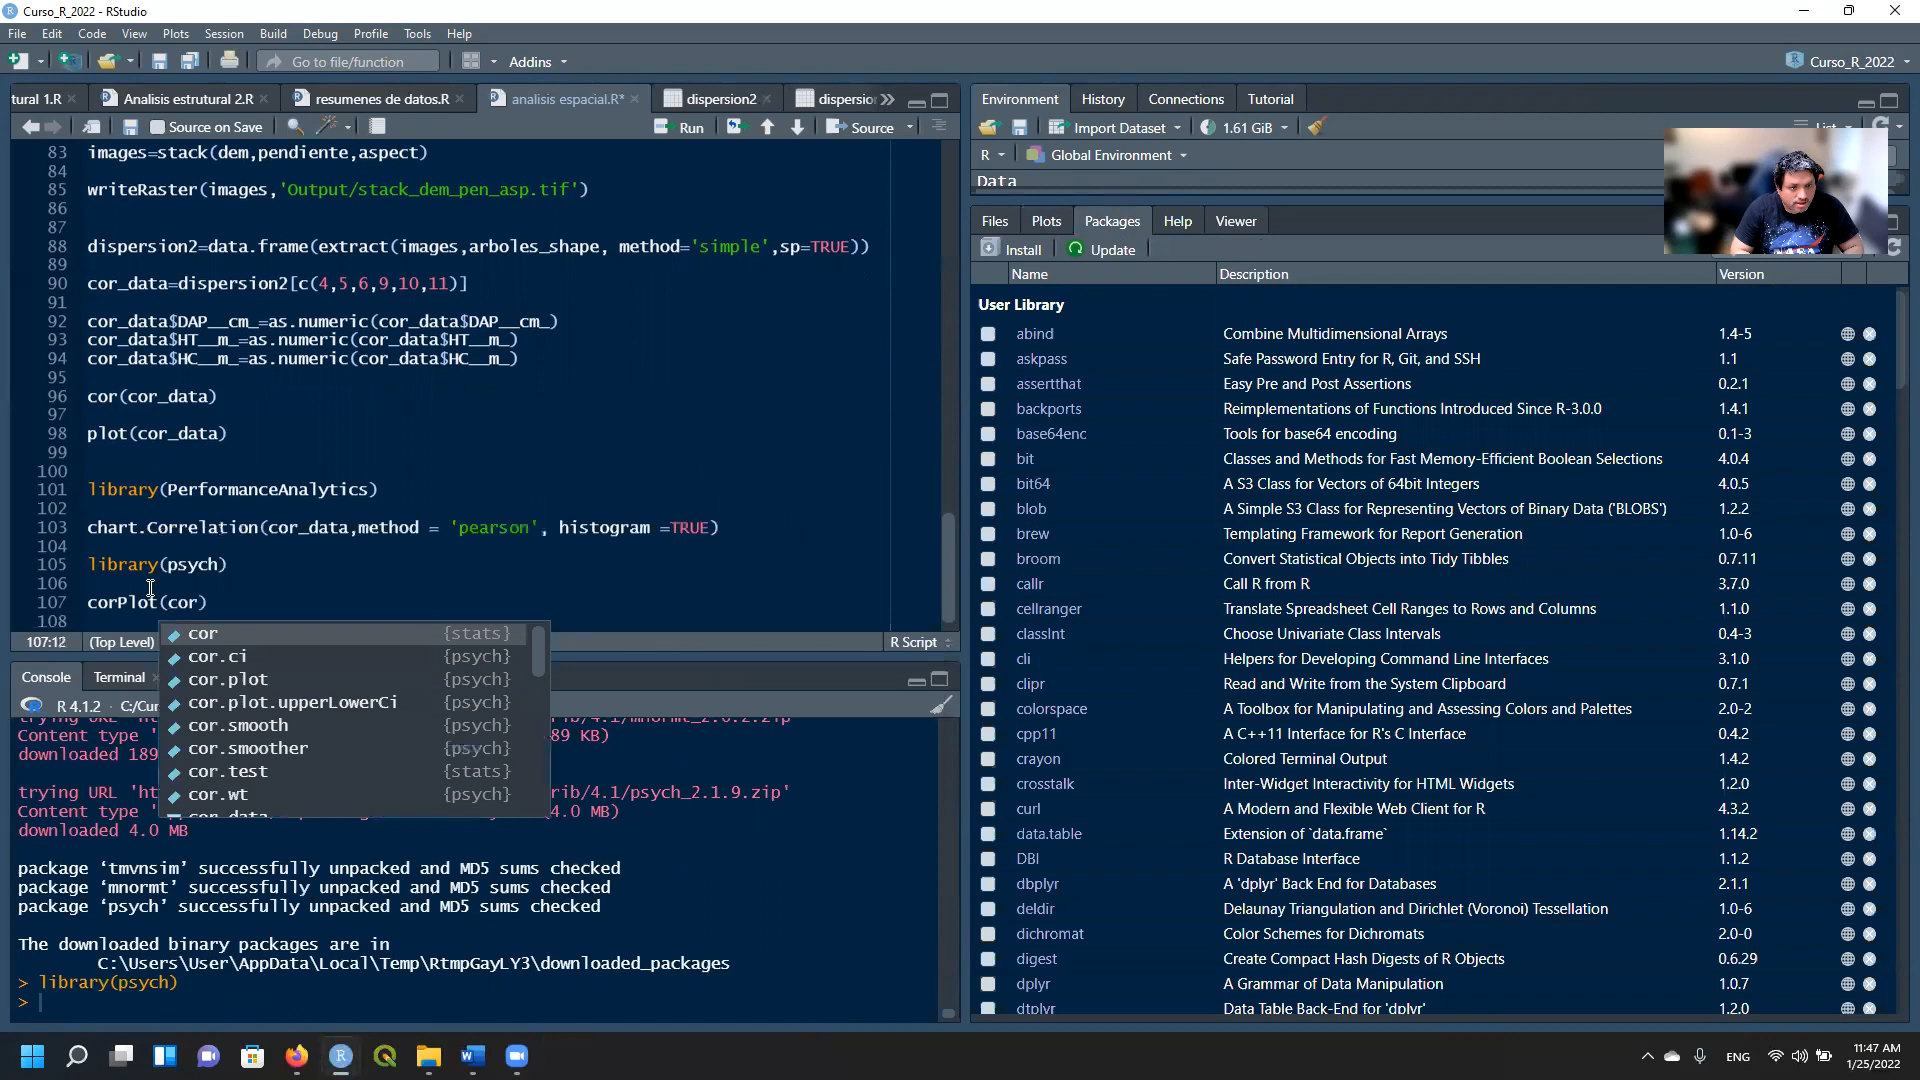 Curso_R_2022 - RStudio
File Edit Code View Plots Session Build Debug Profile Tools Help
Go to file/function Addins Curso_R_2022
tural 1.R Analisis estrutural 2.R resumenes de datos.R analisis espacial.R* dispersion2 dispersion
Source on Save Run Source
83 images=stack(dem,pendiente,aspect)
84
85 writeRaster(images,'Output/stack_dem_pen_asp.tif')
86
87
88 dispersion2=data.frame(extract(images,arboles_shape, method='simple',sp=TRUE))
89
90 cor_data=dispersion2[c(4,5,6,9,10,11)]
91
92 cor_data$DAP__cm_=as.numeric(cor_data$DAP__cm_)
93 cor_data$HT__m_=as.numeric(cor_data$HT__m_)
94 cor_data$HC__m_=as.numeric(cor_data$HC__m_)
95
96 cor(cor_data)
97
98 plot(cor_data)
99
100
101 library(PerformanceAnalytics)
102
103 chart.Correlation(cor_data,method = 'pearson', histogram =TRUE)
104
105 library(psych)
106
107 corPlot(cor)
108
107:12 (Top Level) R Script
cor {stats}
cor.ci {psych}
cor.plot {psych}
cor.plot.upperLowerCi {psych}
cor.smooth {psych}
cor.smoother {psych}
cor.test {stats}
cor.wt {psych}
cor_data
Console Terminal
R 4.1.2 · C:/Cur
trying URL 'ht rib/4.1/mnormt_2.0.2.zip'
Content type ' 89 KB)
downloaded 189
trying URL 'ht rib/4.1/psych_2.1.9.zip'
Content type ' (4.0 MB)
downloaded 4.0 MB
package ‘tmvnsim’ successfully unpacked and MD5 sums checked
package ‘mnormt’ successfully unpacked and MD5 sums checked
package ‘psych’ successfully unpacked and MD5 sums checked
The downloaded binary packages are in
C:\Users\User\AppData\Local\Temp\RtmpGayLY3\downloaded_packages
> library(psych)
>
Environment History Connections Tutorial
Import Dataset 1.61 GiB List
R Global Environment
Data
Files Plots Packages Help Viewer
Install Update
Name Description Version
User Library
abind Combine Multidimensional Arrays 1.4-5
askpass Safe Password Entry for R, Git, and SSH 1.1
assertthat Easy Pre and Post Assertions 0.2.1
backports Reimplementations of Functions Introduced Since R-3.0.0 1.4.1
base64enc Tools for base64 encoding 0.1-3
bit Classes and Methods for Fast Memory-Efficient Boolean Selections 4.0.4
bit64 A S3 Class for Vectors of 64bit Integers 4.0.5
blob A Simple S3 Class for Representing Vectors of Binary Data ('BLOBS') 1.2.2
brew Templating Framework for Report Generation 1.0-6
broom Convert Statistical Objects into Tidy Tibbles 0.7.11
callr Call R from R 3.7.0
cellranger Translate Spreadsheet Cell Ranges to Rows and Columns 1.1.0
classInt Choose Univariate Class Intervals 0.4-3
cli Helpers for Developing Command Line Interfaces 3.1.0
clipr Read and Write from the System Clipboard 0.7.1
colorspace A Toolbox for Manipulating and Assessing Colors and Palettes 2.0-2
cpp11 A C++11 Interface for R's C Interface 0.4.2
crayon Colored Terminal Output 1.4.2
crosstalk Inter-Widget Interactivity for HTML Widgets 1.2.0
curl A Modern and Flexible Web Client for R 4.3.2
data.table Extension of `data.frame` 1.14.2
DBI R Database Interface 1.1.2
dbplyr A 'dplyr' Back End for Databases 2.1.1
deldir Delaunay Triangulation and Dirichlet (Voronoi) Tessellation 1.0-6
dichromat Color Schemes for Dichromats 2.0-0
digest Create Compact Hash Digests of R Objects 0.6.29
dplyr A Grammar of Data Manipulation 1.0.7
dtplyr Data Table Back-End for 'dplyr' 1.2.0
ENG 11:47 AM
1/25/2022